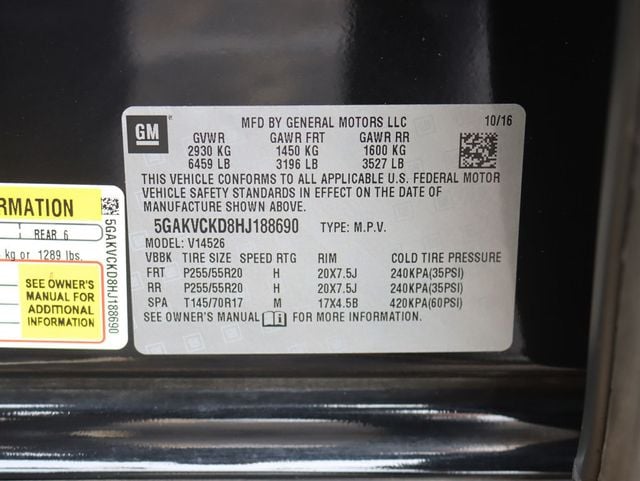 GM
MFD BY GENERAL MOTORS LLC 10/16
GVWR GAWR FRT GAWR RR
2930 KG 1450 KG 1600 KG
6459 LB 3196 LB 3527 LB
THIS VEHICLE CONFORMS TO ALL APPLICABLE U.S. FEDERAL MOTOR
VEHICLE SAFETY STANDARDS IN EFFECT ON THE DATE OF
MANUFACTURE SHOWN ABOVE.
5GAKVCKD8HJ188690 TYPE: M.P.V.
MODEL: V14526
VBBK TIRE SIZE SPEED RTG RIM COLD TIRE PRESSURE
FRT P255/55R20 H 20X7.5J 240KPA(35PSI)
RR P255/55R20 H 20X7.5J 240KPA(35PSI)
SPA T145/70R17 M 17X4.5B 420KPA(60PSI)
SEE OWNER'S MANUAL FOR MORE INFORMATION.
RMATION
1 REAR 6
kg or 1289 lbs.
SEE OWNER'S
MANUAL FOR
ADDITIONAL
INFORMATION
5GAKVCKD8HJ188690